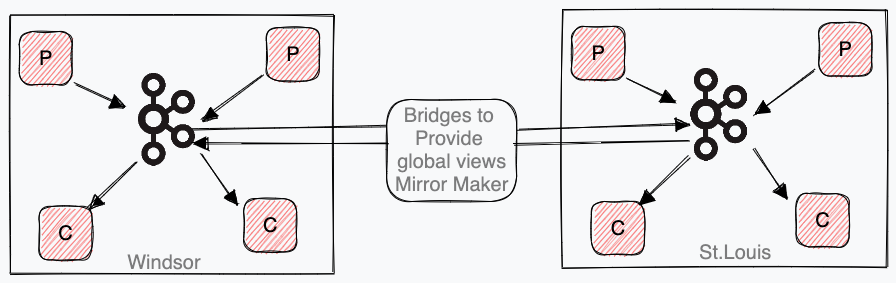 P
P
P
P
Bridges to
Provide
global views
Mirror Maker
C
C
C
C
Windsor
St.Louis